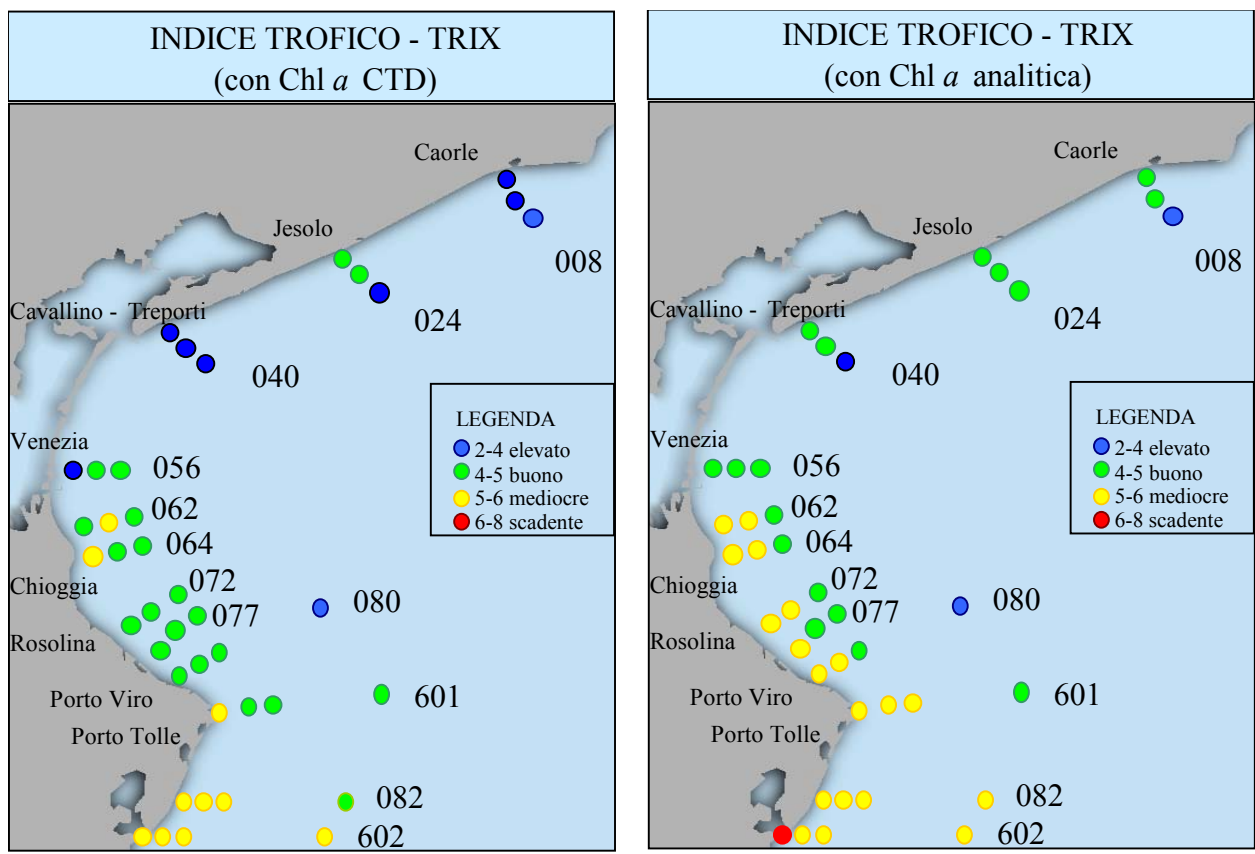 INDICE TROFICO - TRIX
(con Chl a CTD)
Caorle
008
Jesolo
024
Cavallino - Treporti
040
LEGENDA
2-4 elevato
4-5 buono
5-6 mediocre
6-8 scadente
Venezia
056
062
064
Chioggia
072
077
080
Rosolina
Porto Viro
601
Porto Tolle
082
602
INDICE TROFICO - TRIX
(con Chl a analitica)
Caorle
008
Jesolo
024
Cavallino - Treporti
040
LEGENDA
2-4 elevato
4-5 buono
5-6 mediocre
6-8 scadente
Venezia
056
062
064
Chioggia
072
077
080
Rosolina
Porto Viro
601
Porto Tolle
082
602